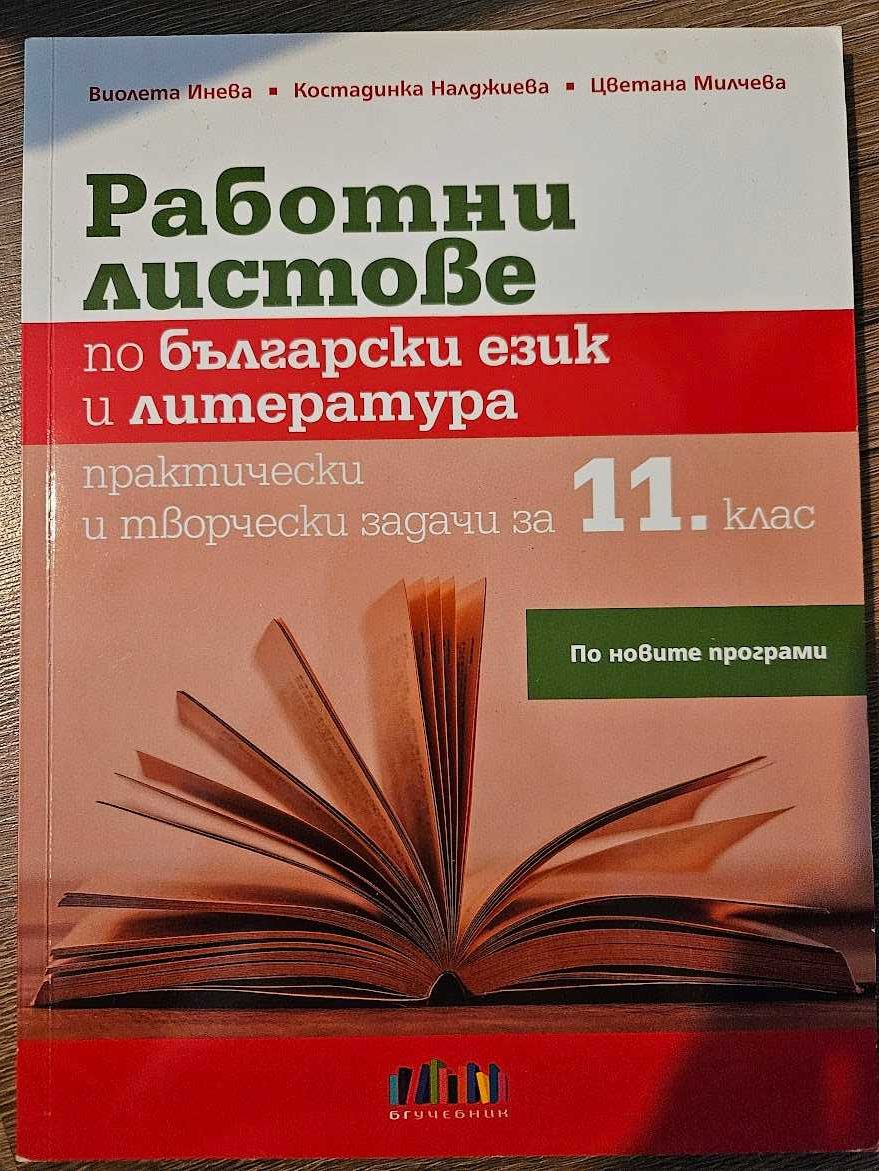 Виолета Инева ▪ Костадинка Налджиева ▪ Цветана Милчева
Работни
листове
по български език
и литература
практически
и творчески задачи за 11. клас
По новите програми
БГУЧЕБНИК